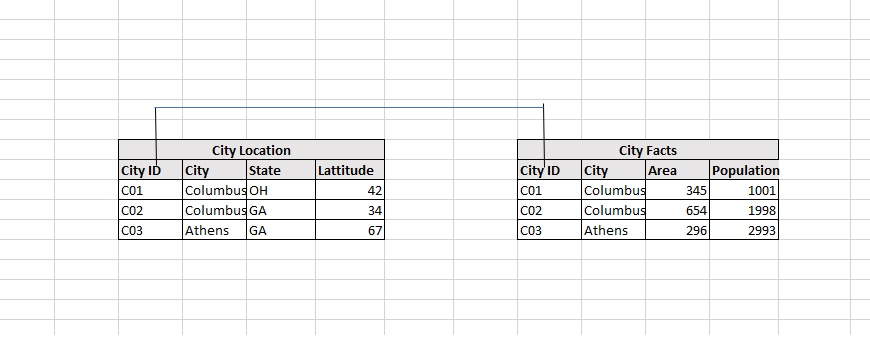 City Location
City ID City State Lattitude
C01 Columbus OH 42
C02 Columbus GA 34
C03 Athens GA 67
City Facts
City ID City Area Population
C01 Columbus 345 1001
C02 Columbus 654 1998
C03 Athens 296 2993